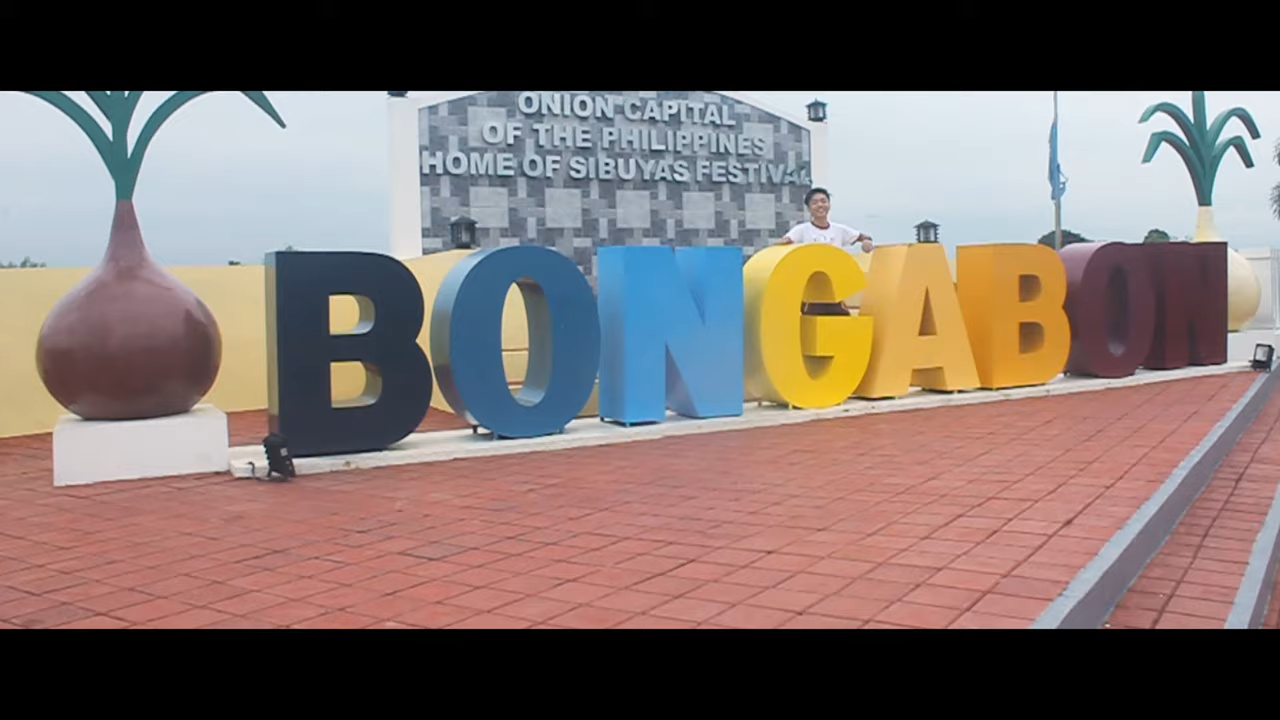 ONION CAPITAL
OF THE PHILIPPINES
HOME OF SIBUYAS FESTIVAL
BONGABON